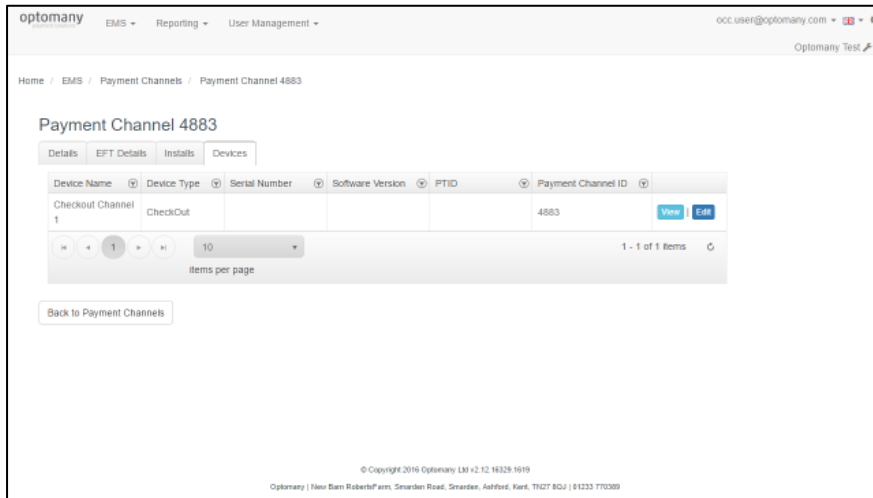 optomany
EMS Reporting User Management
occ.user@optomany.com
Optomany Test
Home / EMS / Payment Channels / Payment Channel 4883
Payment Channel 4883
Details EFT Details Installs Devices
Device Name Device Type Serial Number Software Version PTID Payment Channel ID
Checkout Channel
1 CheckOut 4883 View | Edit
1 10 1 - 1 of 1 items
items per page
Back to Payment Channels
© Copyright 2016 Optomany Ltd v2.12.16329.1619
Optomany | New Barn RobertsFarm, Smarden Road, Smarden, Ashford, Kent, TN27 8QJ | 01233 770389